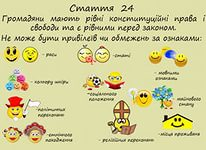 Стаття 24
Громадяни мають рівні конституційні права і
свободи та є рівними перед законом.
Не може бути привілеїв чи обмежень за ознаками:
- раси
- статі
- мовними
ознаками
- кольору шкіри
-соціального
положення
-майнового
стану
- політичних
переконань
-етнічного
походження
- релігійних переконань
- місця проживання